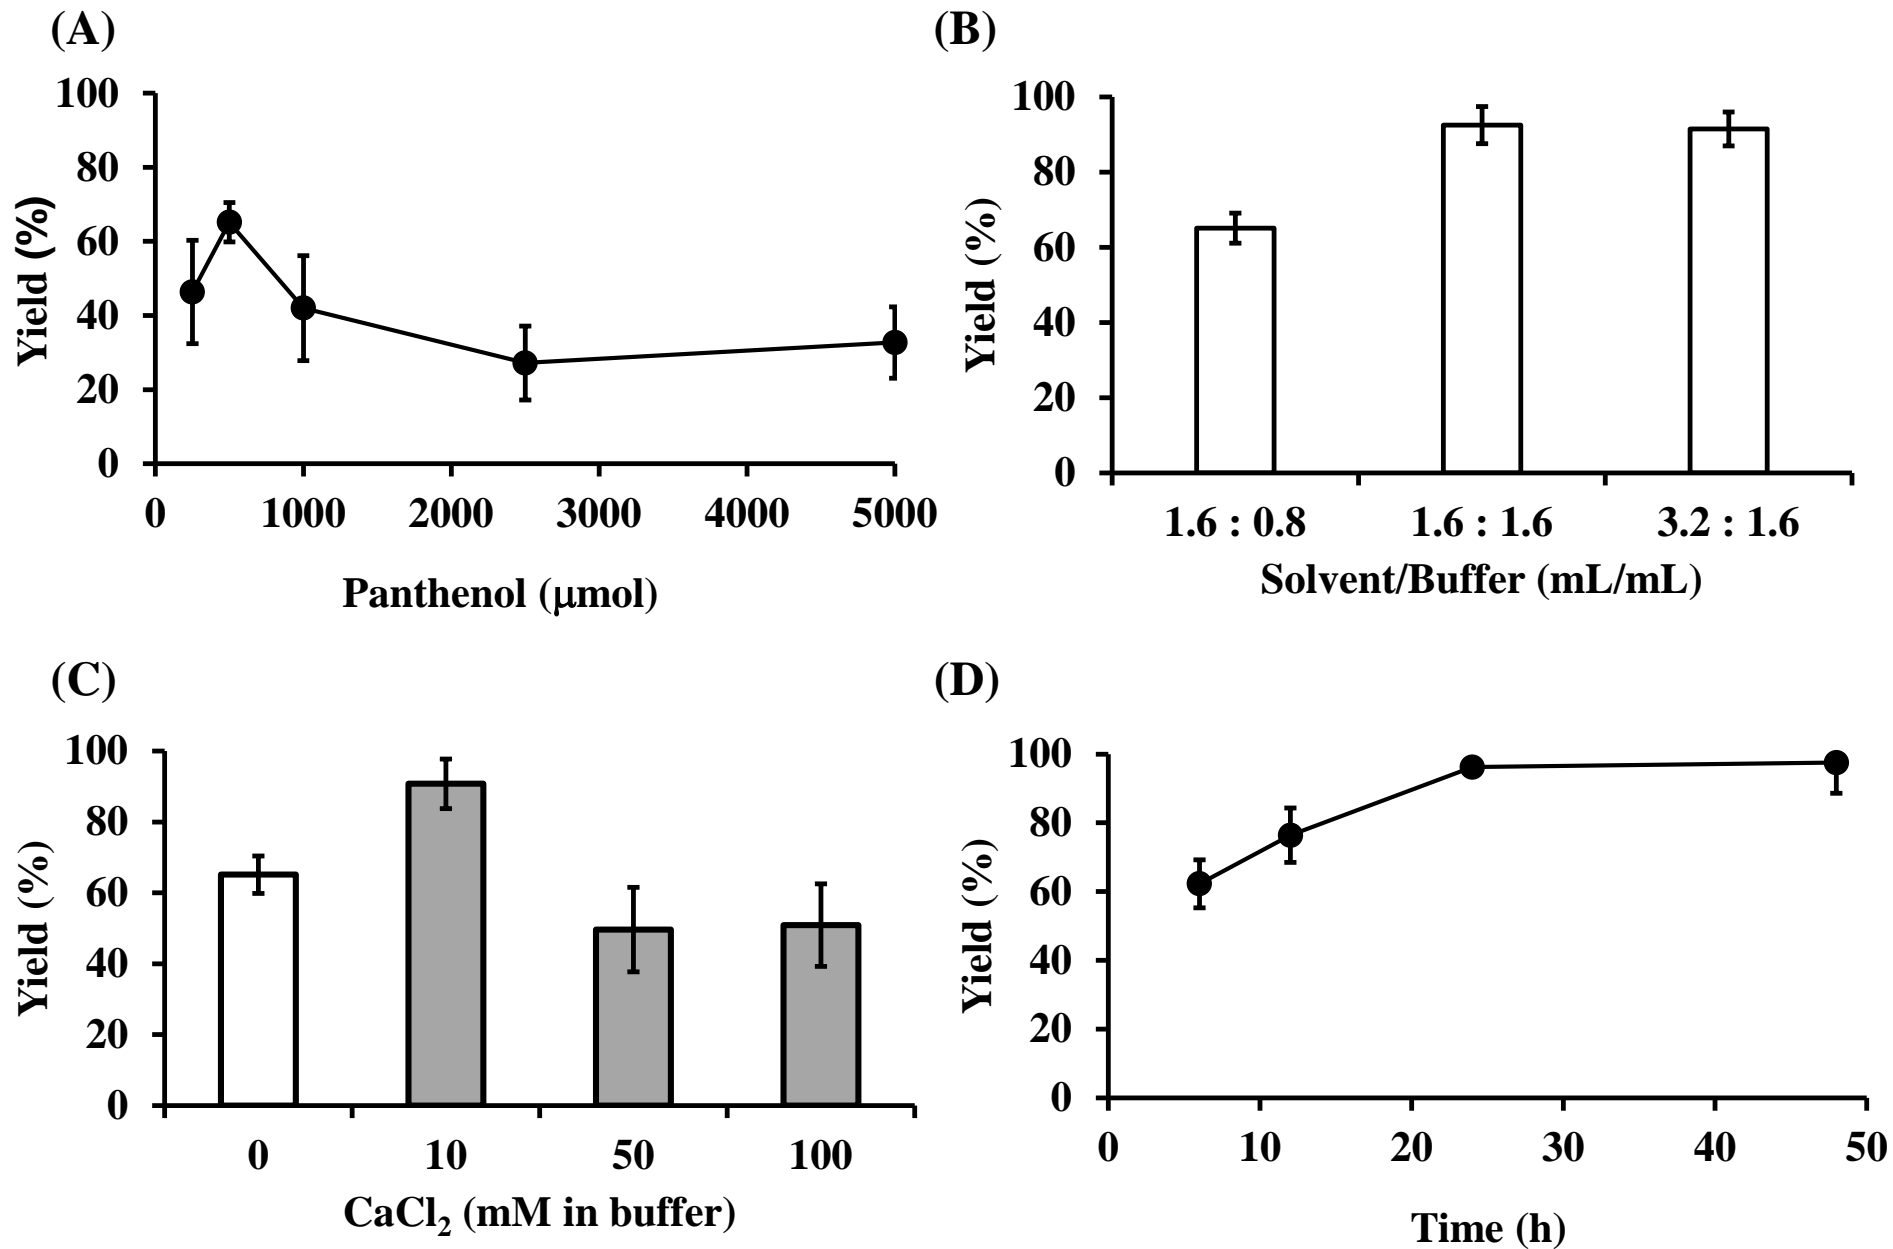 (A)
100
80
60
40
20
0
Yield (%)
0 1000 2000 3000 4000 5000
Panthenol (μmol)
(B)
100
80
60
40
20
0
Yield (%)
1.6 : 0.8 1.6 : 1.6 3.2 : 1.6
Solvent/Buffer (mL/mL)
(C)
100
80
60
40
20
0
Yield (%)
0 10 50 100
CaCl₂ (mM in buffer)
(D)
100
80
60
40
20
0
Yield (%)
0 10 20 30 40 50
Time (h)